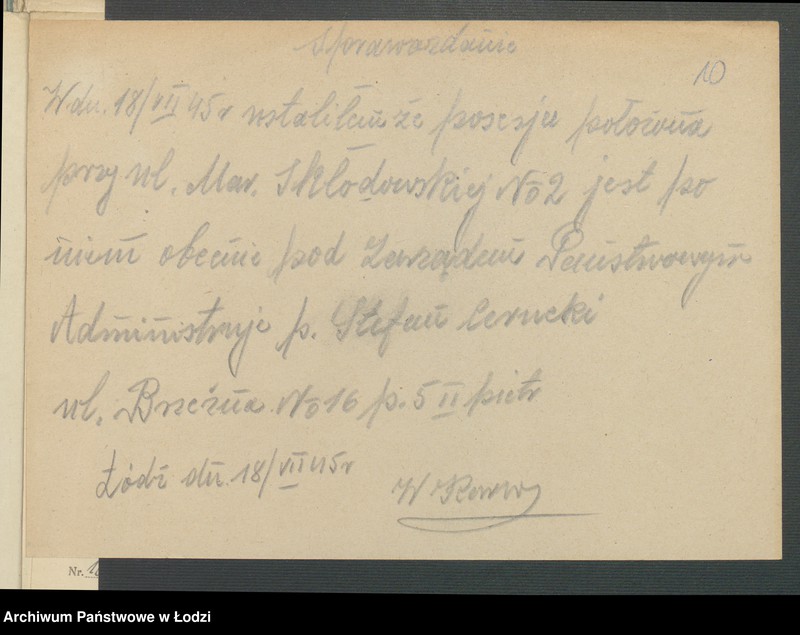 Sprawozdanie
10
W dn. 18/VII 45 r ustaliłem że posesja położona
przy ul. Mar. Skłodowskiej No 2 jest po
niem obecnie pod Zarządem Państwowym
Administruje p. Stefan Cerucki
ul. Brzeźna No 16 p. 5 II piętr
Łódź dn. 18/VII 45 r
W
Nr.
Archiwum Państwowe w Łodzi